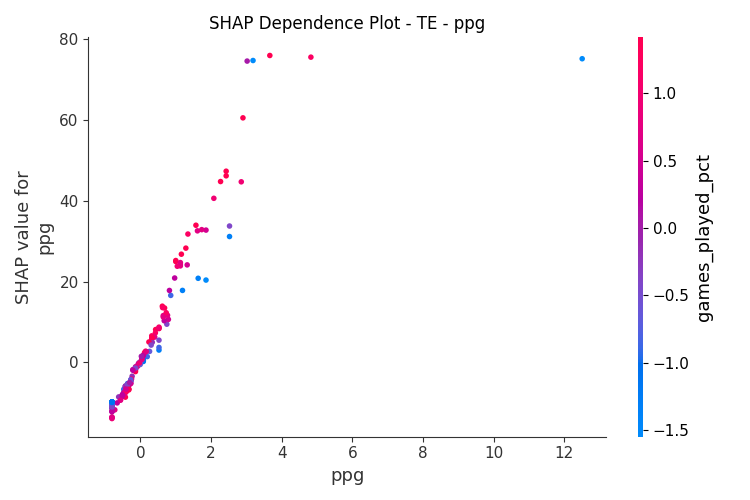 SHAP Dependence Plot - TE - ppg
80
60
40
20
0
SHAP value for
ppg
0 2 4 6 8 10 12
ppg
1.0
0.5
0.0
−0.5
−1.0
−1.5
games_played_pct